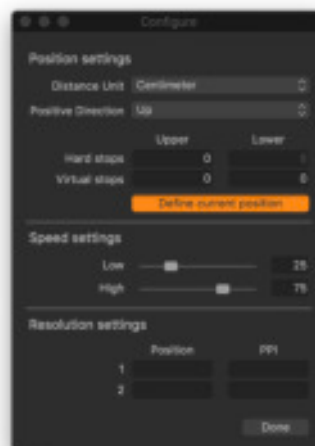 Configure
Position settings
Distance Unit Centimeter
Positive Direction Up
Upper Lower
Hard stops 0
Virtual stops 0 0
Define current position
Speed settings
Low 25
High 75
Resolution settings
Position PPI
1
2
Done